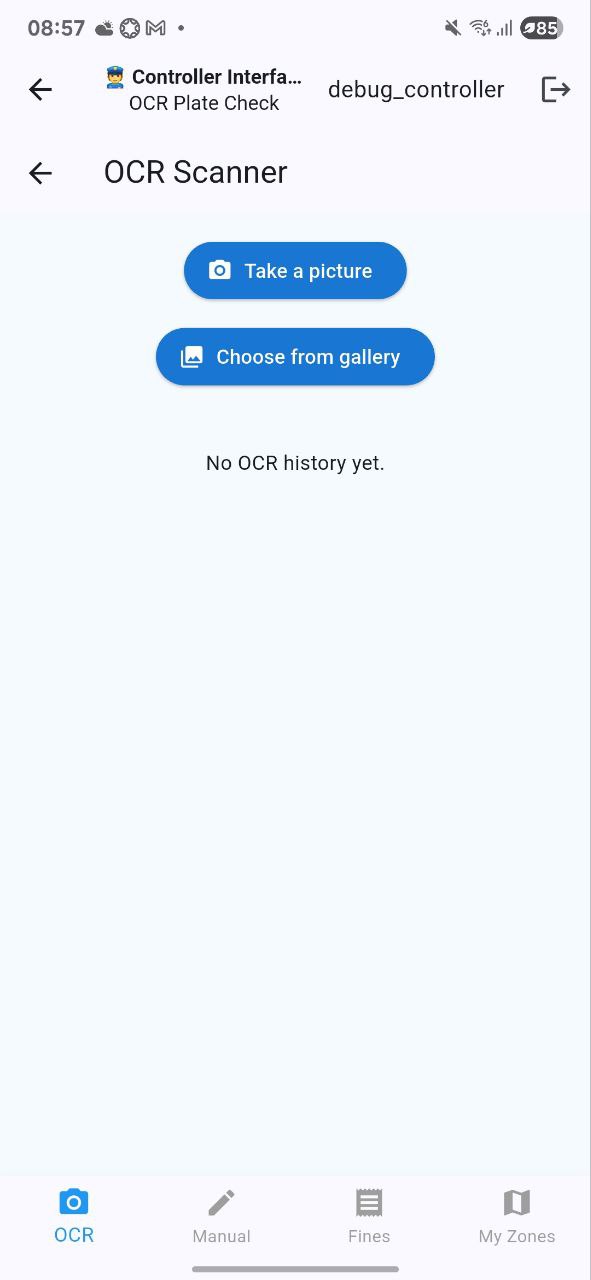 08:57
85
Controller Interfa...
OCR Plate Check
debug_controller
OCR Scanner
Take a picture
Choose from gallery
No OCR history yet.
OCR
Manual
Fines
My Zones